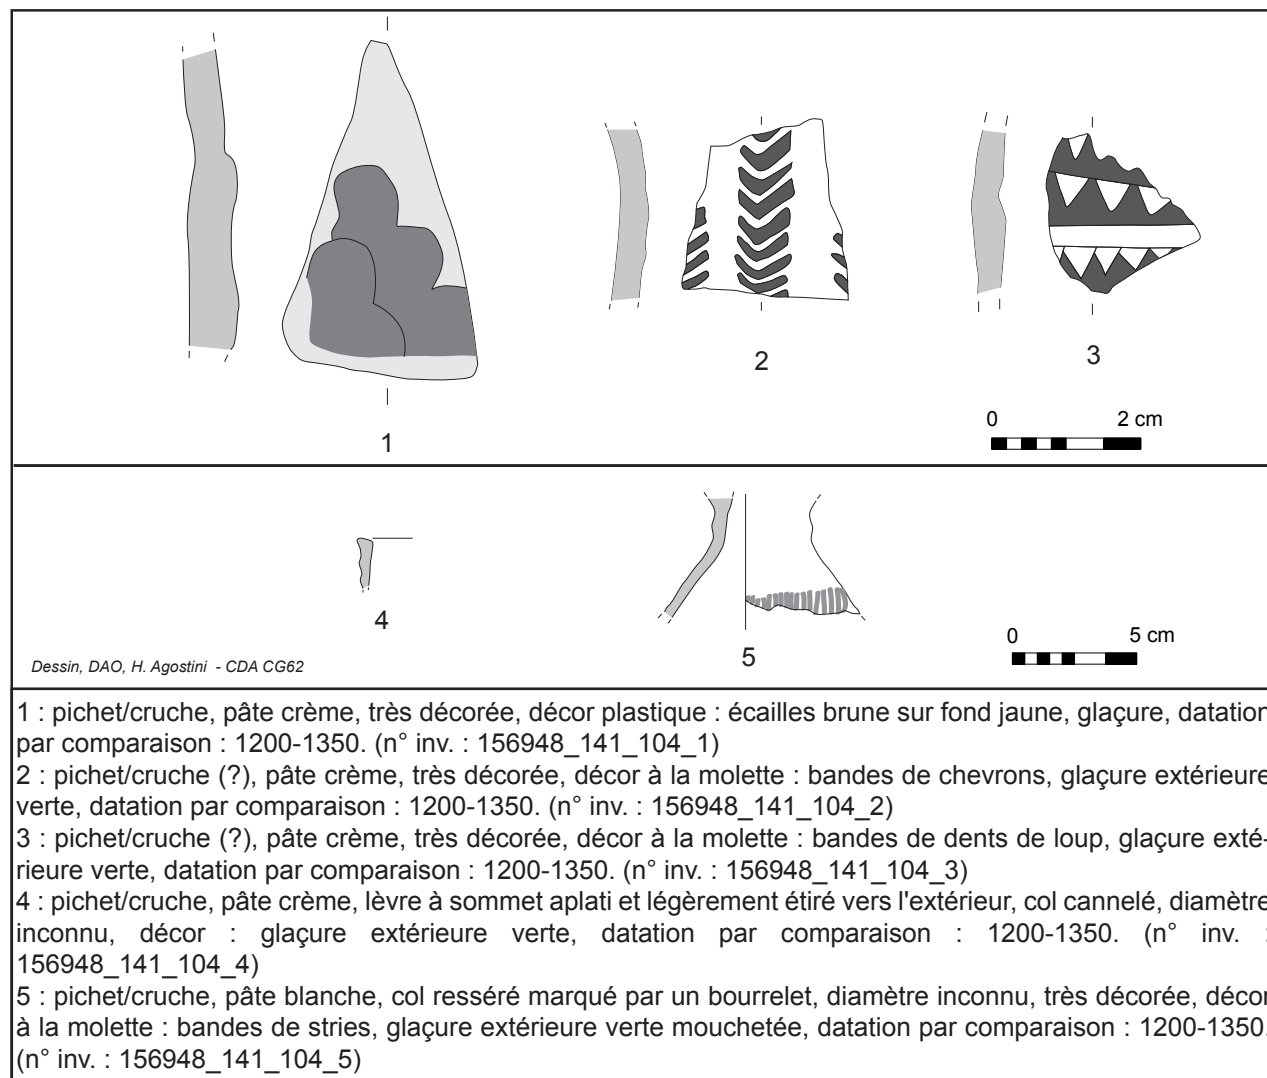 1
2
3
0 2 cm
4
5
0 5 cm
Dessin, DAO, H. Agostini - CDA CG62
1 : pichet/cruche, pâte crème, très décorée, décor plastique : écailles brune sur fond jaune, glaçure, datation
par comparaison : 1200-1350. (n° inv. : 156948_141_104_1)
2 : pichet/cruche (?), pâte crème, très décorée, décor à la molette : bandes de chevrons, glaçure extérieure
verte, datation par comparaison : 1200-1350. (n° inv. : 156948_141_104_2)
3 : pichet/cruche (?), pâte crème, très décorée, décor à la molette : bandes de dents de loup, glaçure exté-
rieure verte, datation par comparaison : 1200-1350. (n° inv. : 156948_141_104_3)
4 : pichet/cruche, pâte crème, lèvre à sommet aplati et légèrement étiré vers l'extérieur, col cannelé, diamètre
inconnu, décor : glaçure extérieure verte, datation par comparaison : 1200-1350. (n° inv. :
156948_141_104_4)
5 : pichet/cruche, pâte blanche, col resséré marqué par un bourrelet, diamètre inconnu, très décorée, décor
à la molette : bandes de stries, glaçure extérieure verte mouchetée, datation par comparaison : 1200-1350.
(n° inv. : 156948_141_104_5)